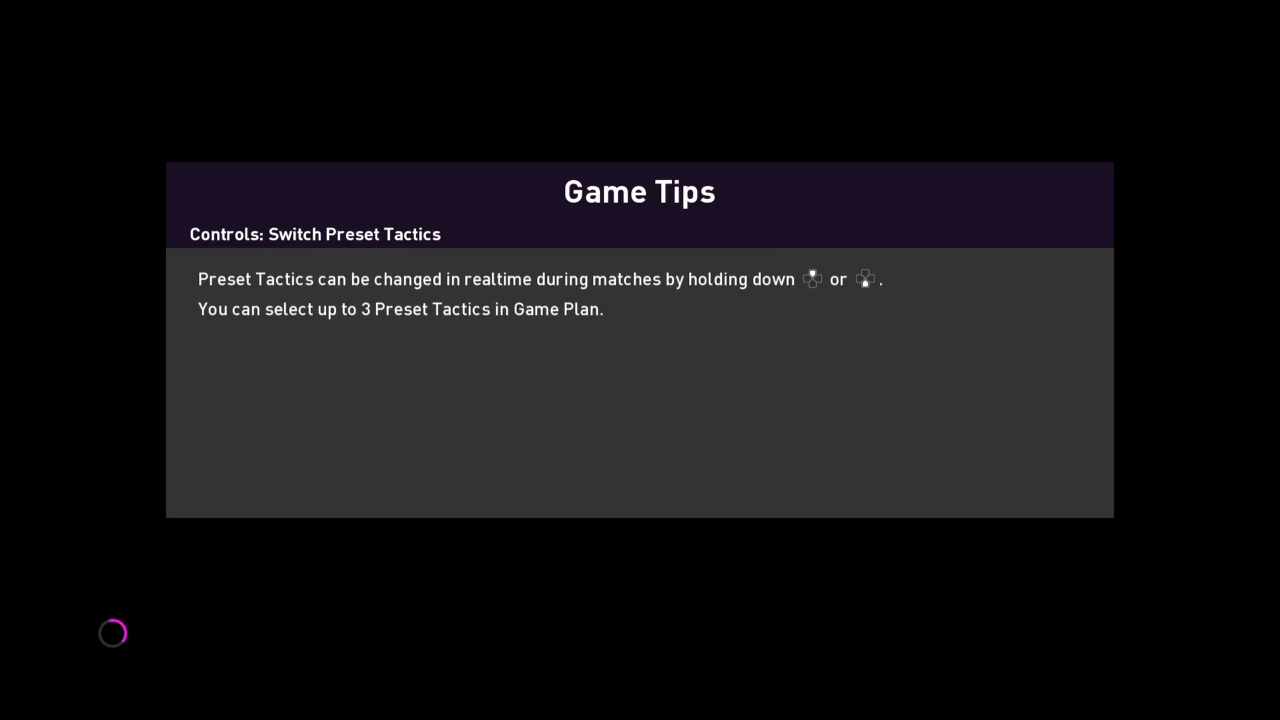 Game Tips
Controls: Switch Preset Tactics
Preset Tactics can be changed in realtime during matches by holding down or .
You can select up to 3 Preset Tactics in Game Plan.